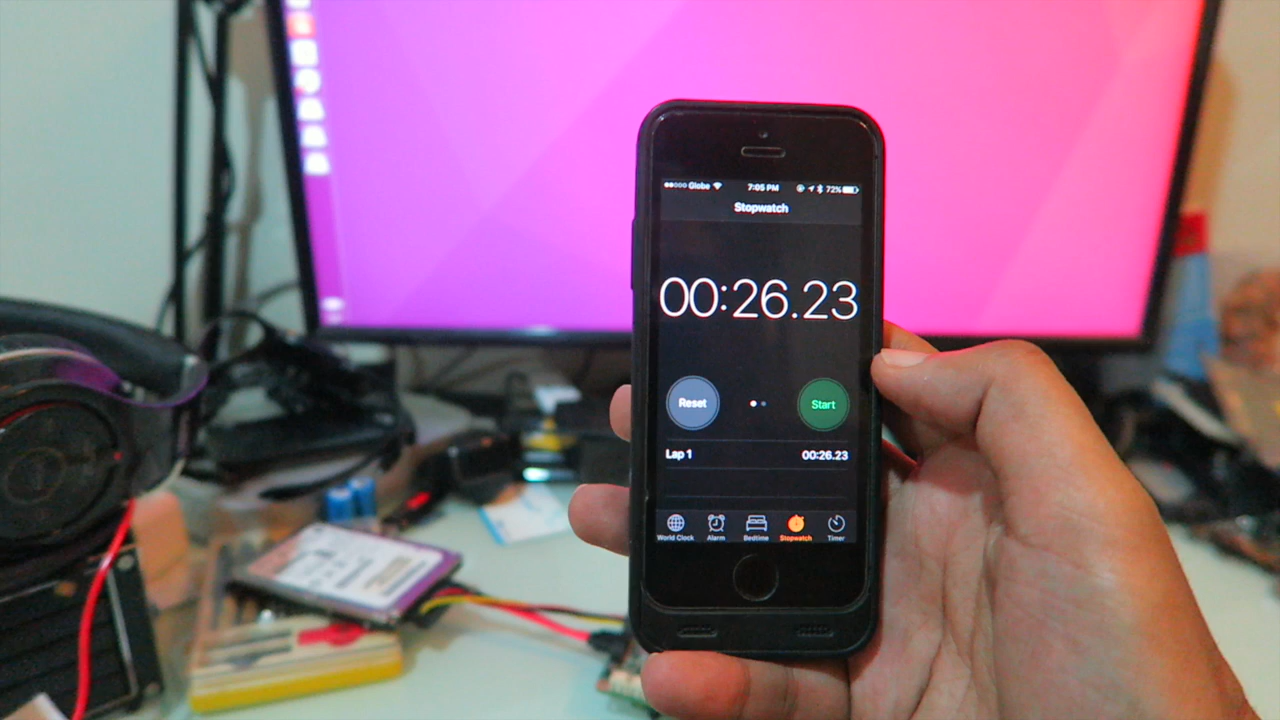 Globe 7:05 PM 72%
Stopwatch
00:26.23
Reset Start
Lap 1 00:26.23
World Clock Alarm Bedtime Stopwatch Timer